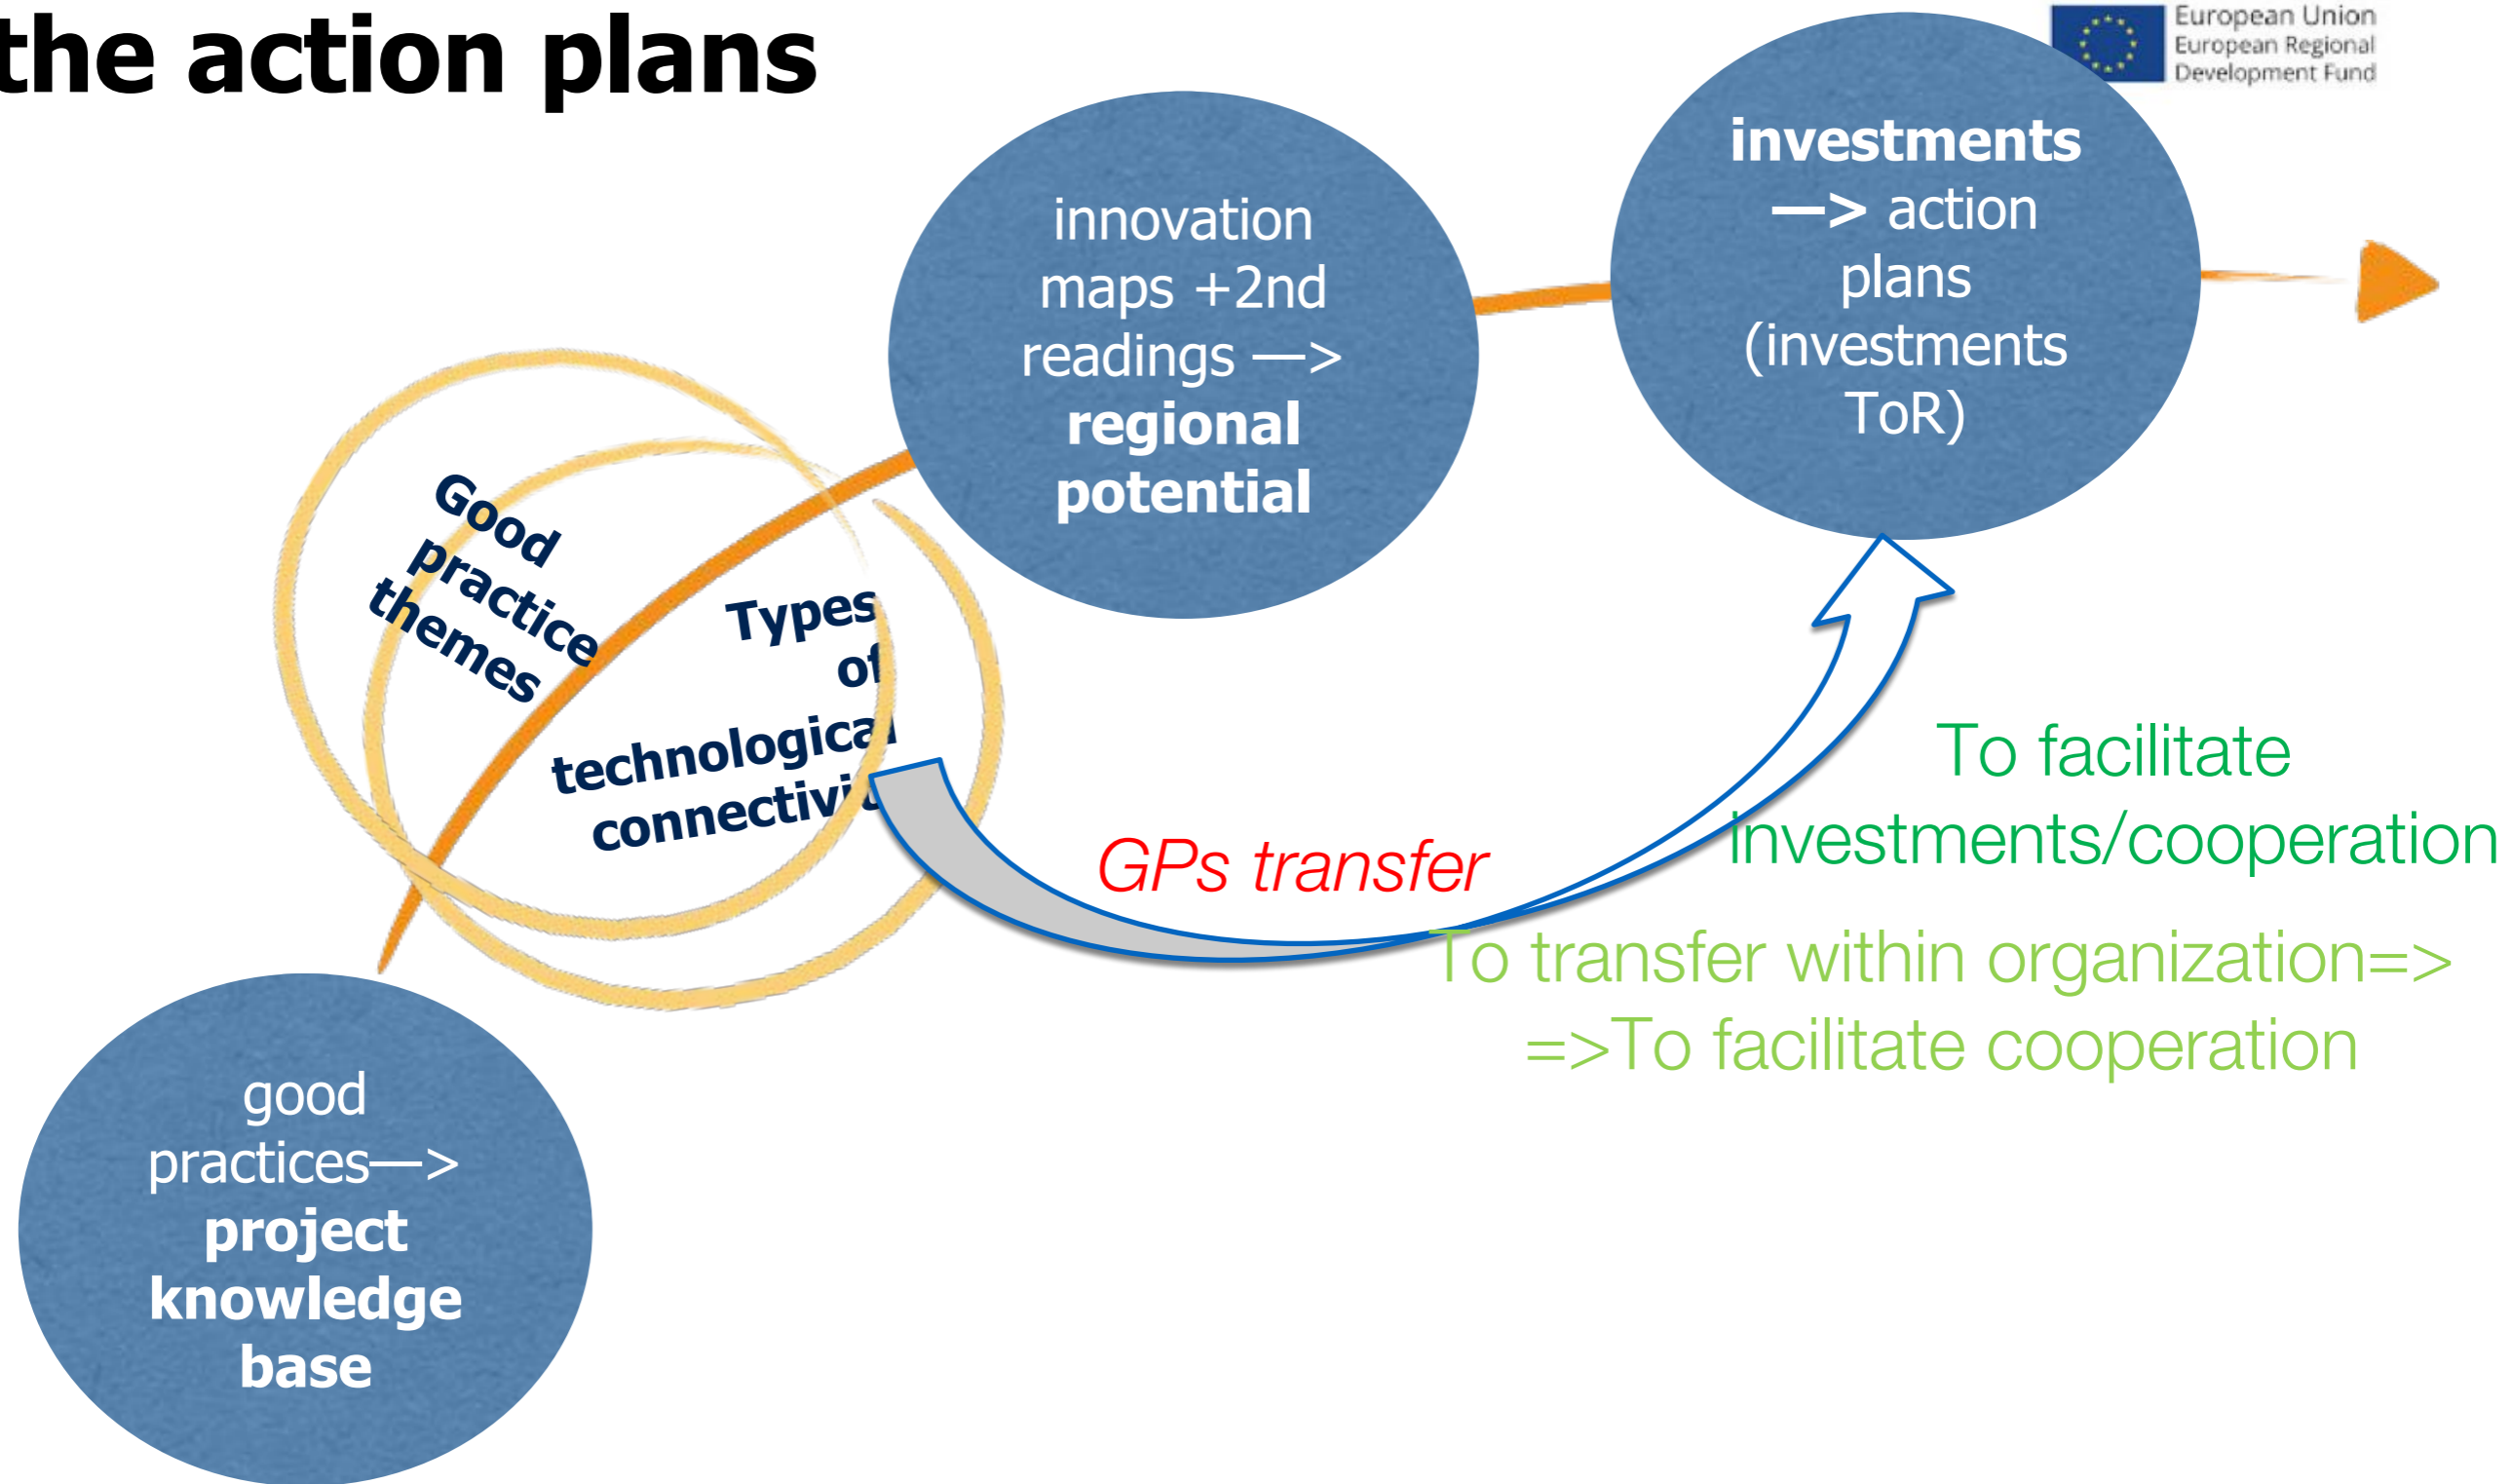 the action plans
European Union
European Regional
Development Fund
investments
—> action
plans
(investments
ToR)
innovation
maps +2nd
readings —>
regional
potential
Good
practice
themes
Types
of
technological
connectivit
GPs transfer
To facilitate
investments/cooperation
To transfer within organization=>
=>To facilitate cooperation
good
practices—>
project
knowledge
base